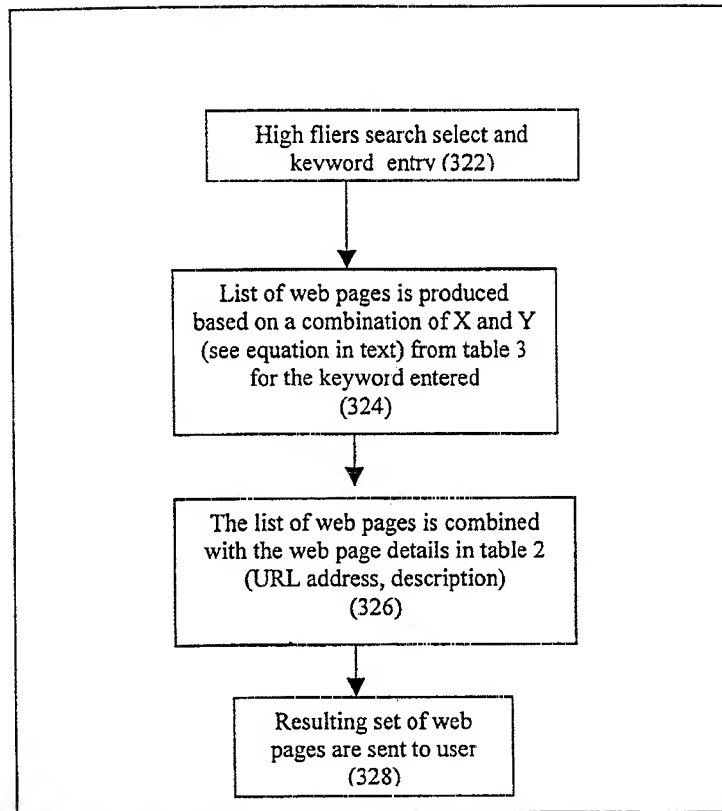 High fliers search select and
keyword entry (322)
List of web pages is produced
based on a combination of X and Y
(see equation in text) from table 3
for the keyword entered
(324)
The list of web pages is combined
with the web page details in table 2
(URL address, description)
(326)
Resulting set of web
pages are sent to user
(328)